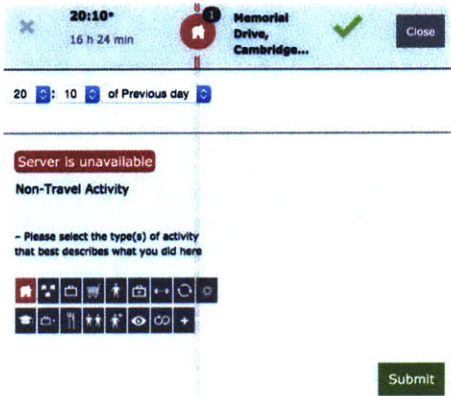 20:10*
16 h 24 min
1
Memorial
Drive,
Cambridge...
Close
20 : 10 of Previous day
Server is unavailable
Non-Travel Activity
– Please select the type(s) of activity
that best describes what you did here
Submit